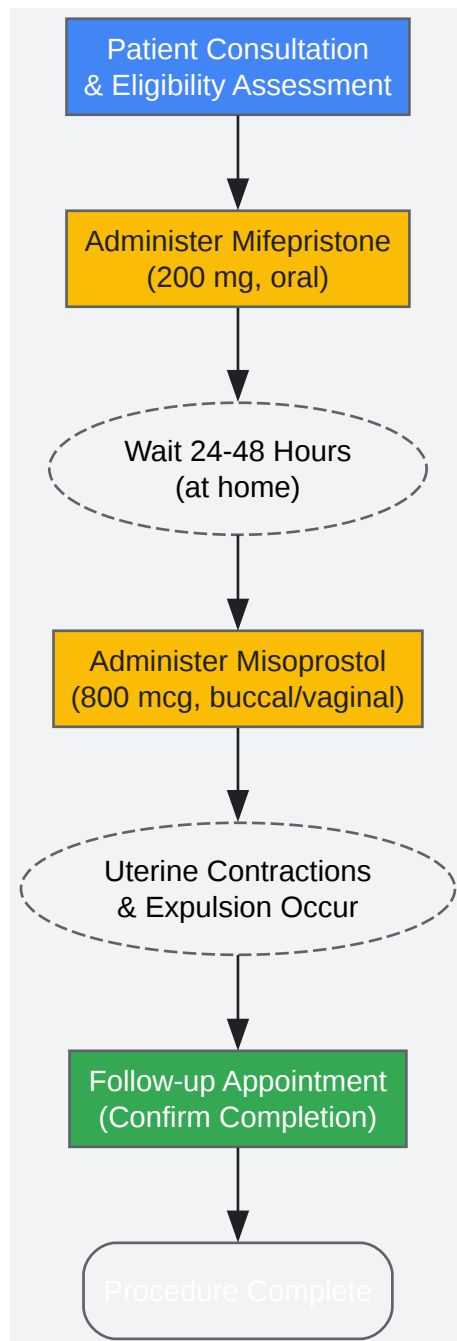 Patient Consultation
& Eligibility Assessment
Administer Mifepristone
(200 mg, oral)
Wait 24-48 Hours
(at home)
Administer Misoprostol
(800 mcg, buccal/vaginal)
Uterine Contractions
& Expulsion Occur
Follow-up Appointment
(Confirm Completion)
Procedure Complete